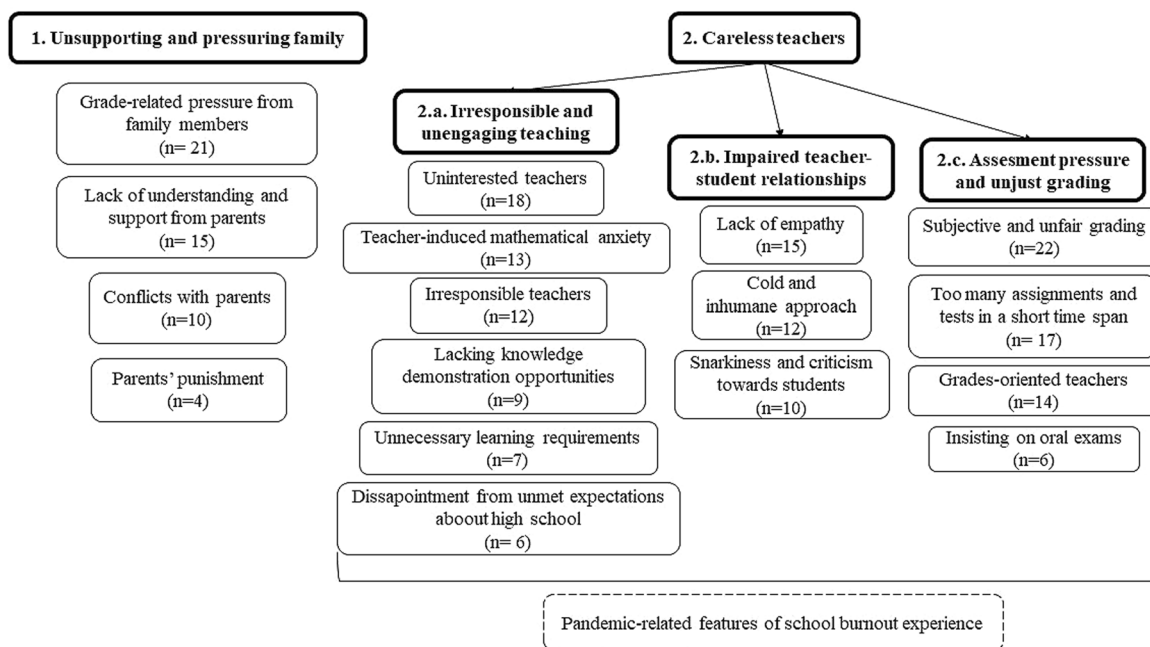 1. Unsupporting and pressuring family
Grade-related pressure from
family members
(n= 21)
Lack of understanding and
support from parents
(n= 15)
Conflicts with parents
(n=10)
Parents’ punishment
(n=4)
2. Careless teachers
2.a. Irresponsible and
unengaging teaching
Uninterested teachers
(n=18)
Teacher-induced mathematical anxiety
(n=13)
Irresponsible teachers
(n=12)
Lacking knowledge
demonstration opportunities
(n=9)
Unnecessary learning requirements
(n=7)
Dissapointment from unmet expectations
aboout high school
(n= 6)
2.b. Impaired teacher-
student relationships
Lack of empathy
(n=15)
Cold and
inhumane approach
(n=12)
Snarkiness and criticism
towards students
(n=10)
2.c. Assesment pressure
and unjust grading
Subjective and unfair grading
(n=22)
Too many assignments and
tests in a short time span
(n= 17)
Grades-oriented teachers
(n=14)
Insisting on oral exams
(n=6)
Pandemic-related features of school burnout experience